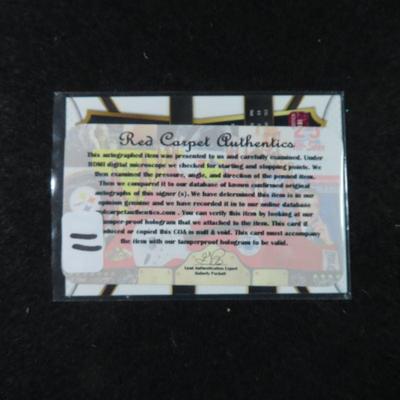 Red Carpet Authentics
This autographed item was presented to us and carefully examined. Under
HDMI digital microscope we checked for starting and stopping points. We
then examined the pressure, angle, and direction of the penned item.
Then we compared it to our database of known confirmed original
autographs of this signer (s). We have determined this item is in our
opinion genuine and we have recorded it in our online database
redcarpetauthentics.com . You can verify this item by looking at our
tamper-proof hologram that we attached to the item. This card if
reproduced or copied this COA is null & void. This card must accompany
the item with our tamperproof hologram to be valid.
Lead Authentication Expert
11